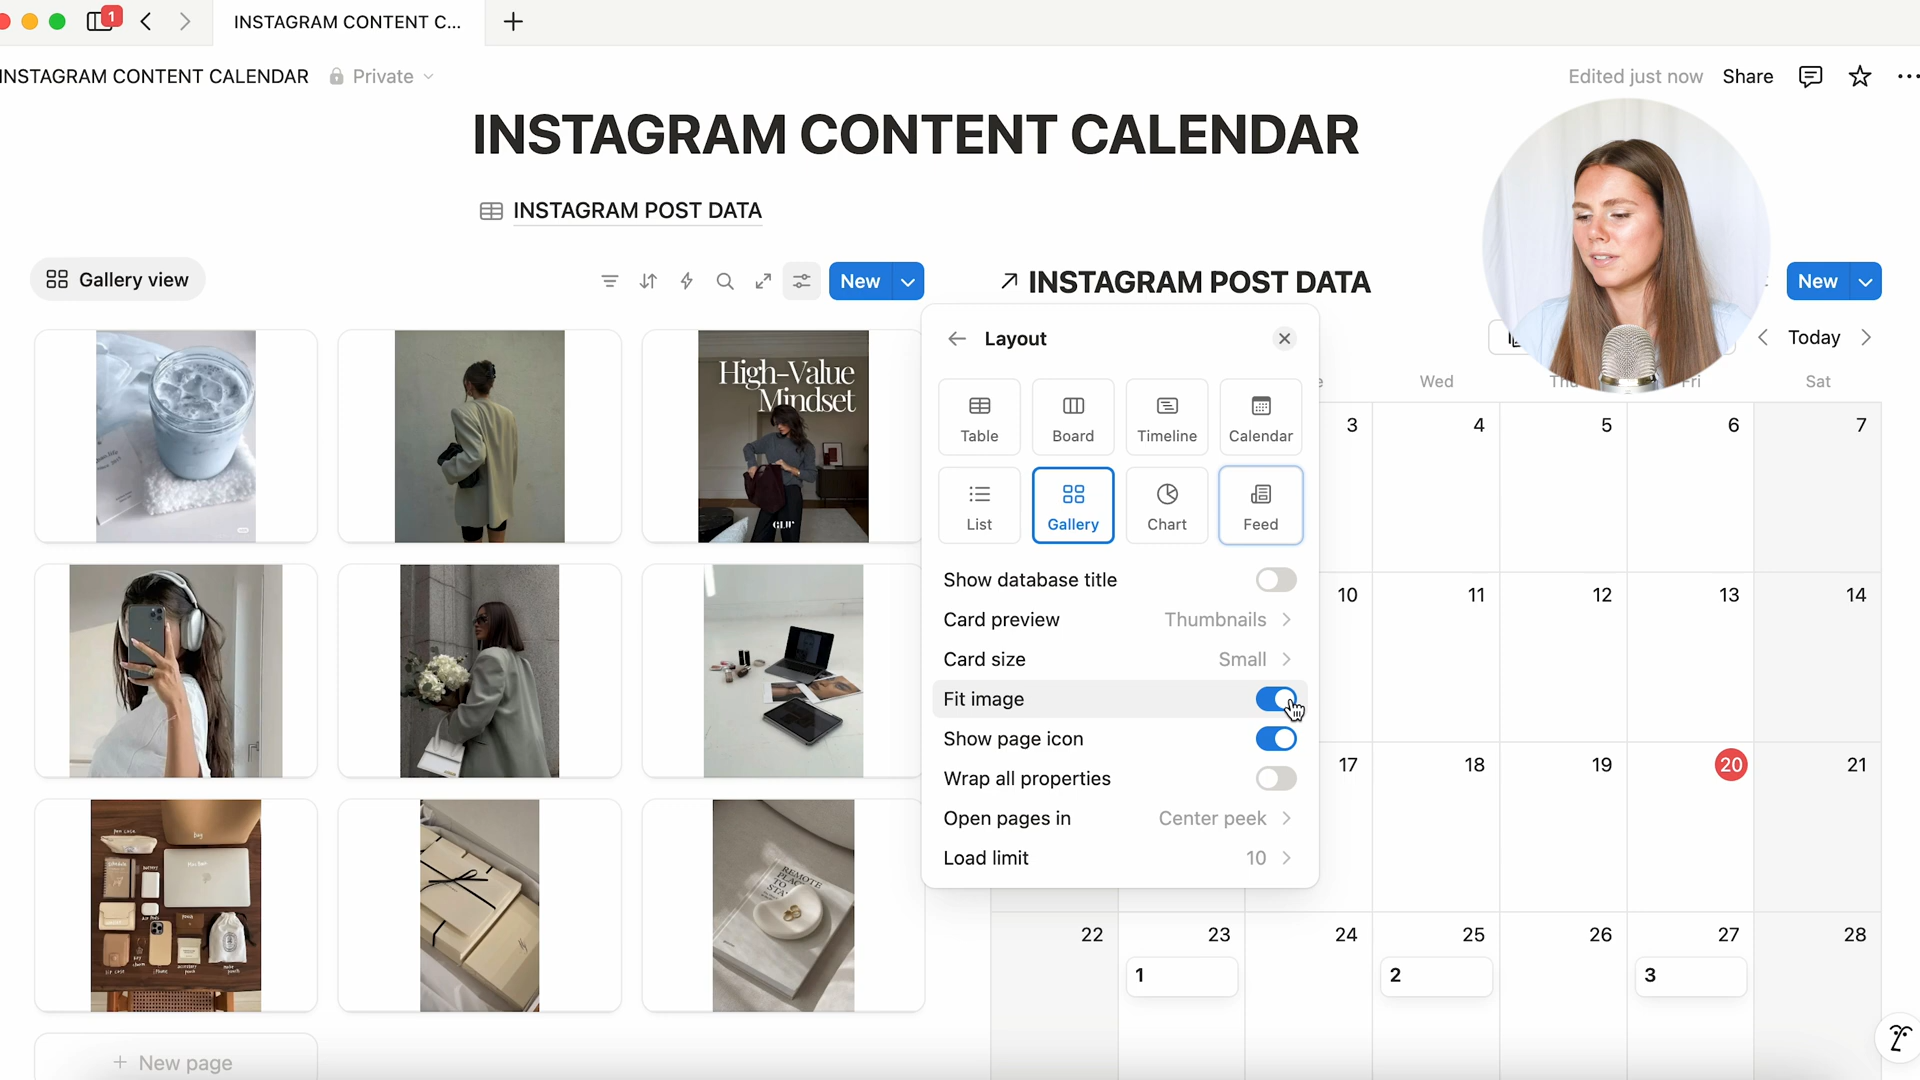 1
INSTAGRAM CONTENT C...
INSTAGRAM CONTENT CALENDAR
Private
Edited just now
Share
INSTAGRAM CONTENT CALENDAR
INSTAGRAM POST DATA
Gallery view
New
INSTAGRAM POST DATA
New
High-Value
Mindset
Layout
Table
Board
Timeline
Calendar
List
Gallery
Chart
Feed
Show database title
Card preview
Thumbnails
Card size
Small
Fit image
Show page icon
Wrap all properties
Open pages in
Center peek
Load limit
10
REMOTE
New page
Today
Wed
Fri
Sat
3
4
5
6
7
10
11
12
13
14
17
18
19
20
21
22
23
24
25
26
27
28
1
2
3